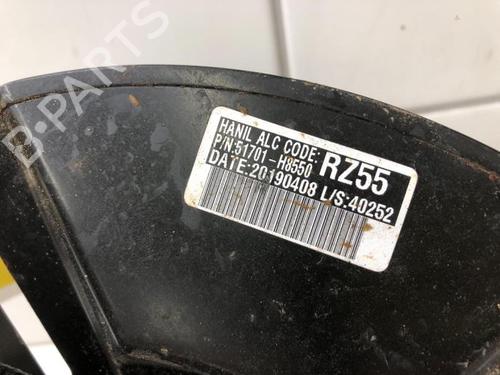 B-PARTS
HANIL ALC CODE: RZ55
P/N:51701-H8550
DATE:20190408 L/S:40252